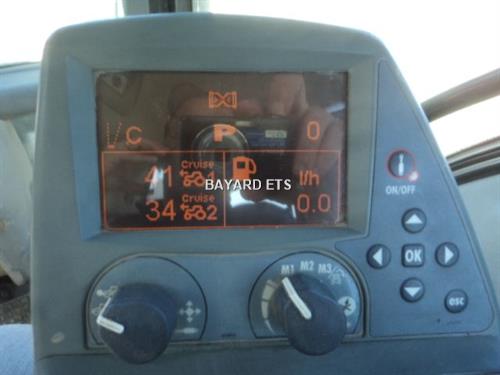 C P 0
41 Cruise 1 l/h
34 Cruise 2 0.0
BAYARD ETS
ON/OFF
OK
esc
M1 M2 M3